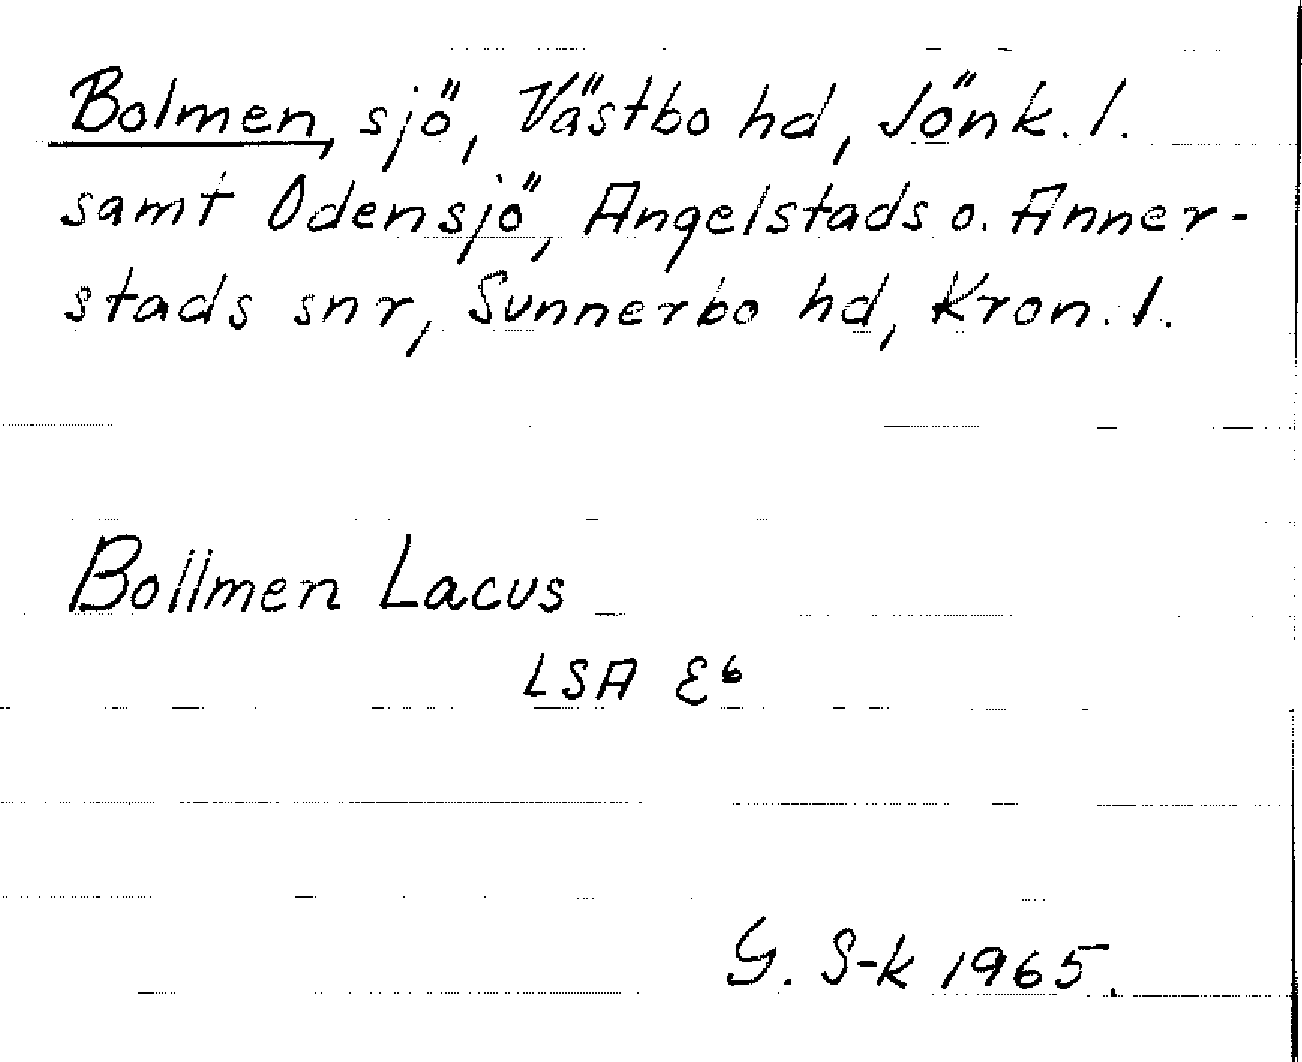 Bolmen, sjö, Västbo hd, Jönk. l.
samt Odensjö, Angelstads o. Anner-
stads snr, Sunnerbo hd, Kron. l.
Bollmen Lacus
LSA E6
G. S-k 1965.